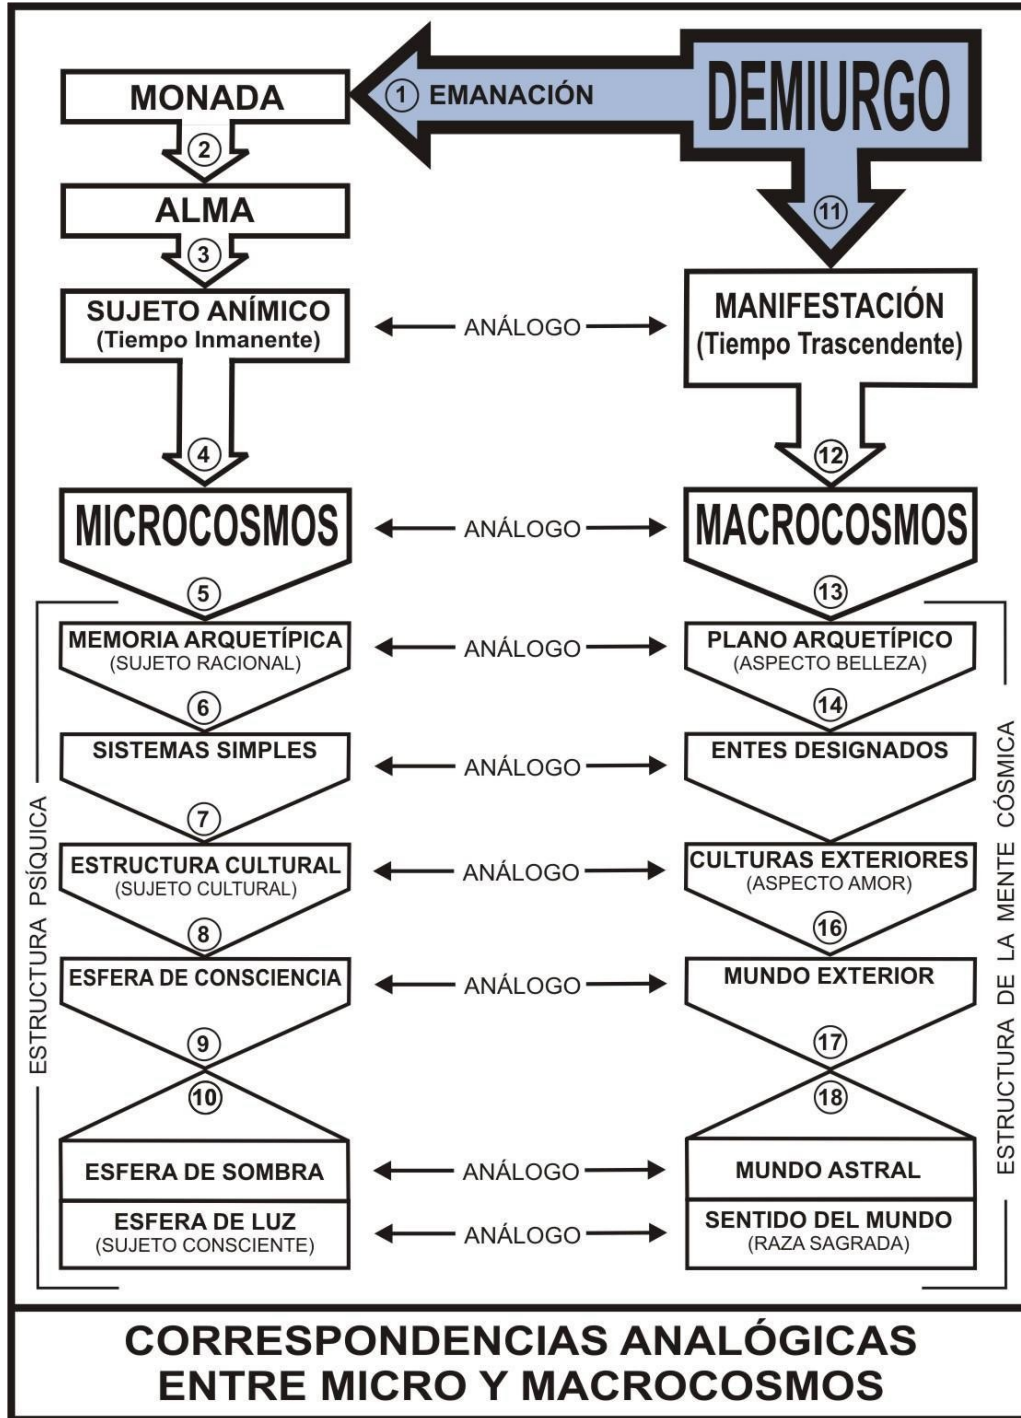 DEMIURGO
1 EMANACIÓN
MONADA
2
ALMA
3
11
SUJETO ANÍMICO
(Tiempo Inmanente)
ANÁLOGO
MANIFESTACIÓN
(Tiempo Trascendente)
4
12
MICROCOSMOS
ANÁLOGO
MACROCOSMOS
5
13
MEMORIA ARQUETÍPICA
(SUJETO RACIONAL)
ANÁLOGO
PLANO ARQUETÍPICO
(ASPECTO BELLEZA)
6
14
SISTEMAS SIMPLES
ANÁLOGO
ENTES DESIGNADOS
7
ESTRUCTURA CULTURAL
(SUJETO CULTURAL)
ANÁLOGO
CULTURAS EXTERIORES
(ASPECTO AMOR)
8
16
ESFERA DE CONSCIENCIA
ANÁLOGO
MUNDO EXTERIOR
9
17
10
18
ESFERA DE SOMBRA
ANÁLOGO
MUNDO ASTRAL
ESFERA DE LUZ
(SUJETO CONSCIENTE)
ANÁLOGO
SENTIDO DEL MUNDO
(RAZA SAGRADA)
ESTRUCTURA PSÍQUICA
ESTRUCTURA DE LA MENTE CÓSMICA
CORRESPONDENCIAS ANALÓGICAS
ENTRE MICRO Y MACROCOSMOS